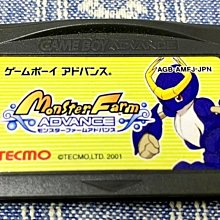 GAME BOY ADVANCE
ゲームボーイ アドバンス
AGB-AMFJ-JPN
Monster Farm
ADVANCE
モンスターファームアドバンス
TECMO
©TECMO,LTD. 2001